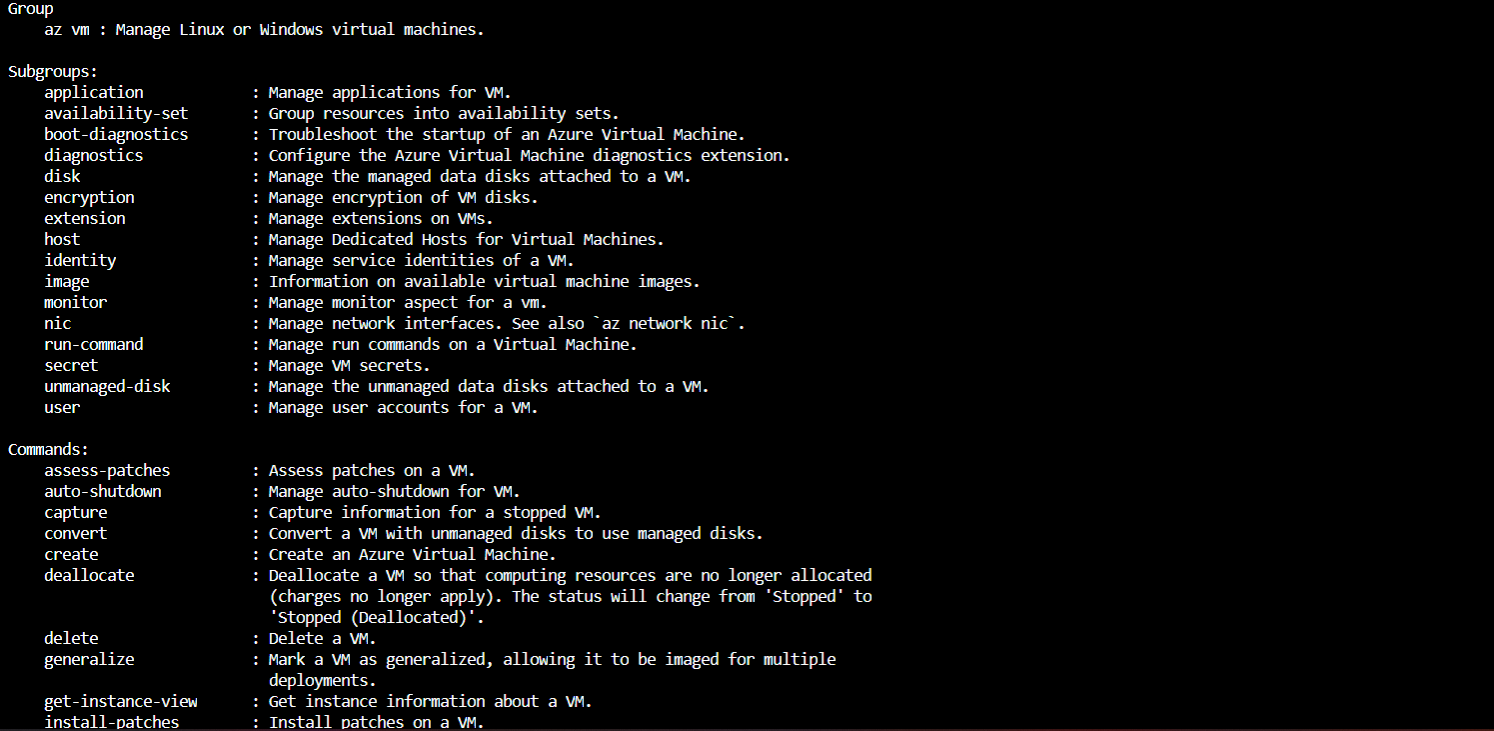 Group
az vm : Manage Linux or Windows virtual machines.
Subgroups:
application : Manage applications for VM.
availability-set : Group resources into availability sets.
boot-diagnostics : Troubleshoot the startup of an Azure Virtual Machine.
diagnostics : Configure the Azure Virtual Machine diagnostics extension.
disk : Manage the managed data disks attached to a VM.
encryption : Manage encryption of VM disks.
extension : Manage extensions on VMs.
host : Manage Dedicated Hosts for Virtual Machines.
identity : Manage service identities of a VM.
image : Information on available virtual machine images.
monitor : Manage monitor aspect for a vm.
nic : Manage network interfaces. See also `az network nic`.
run-command : Manage run commands on a Virtual Machine.
secret : Manage VM secrets.
unmanaged-disk : Manage the unmanaged data disks attached to a VM.
user : Manage user accounts for a VM.
Commands:
assess-patches : Assess patches on a VM.
auto-shutdown : Manage auto-shutdown for VM.
capture : Capture information for a stopped VM.
convert : Convert a VM with unmanaged disks to use managed disks.
create : Create an Azure Virtual Machine.
deallocate : Deallocate a VM so that computing resources are no longer allocated
(charges no longer apply). The status will change from 'Stopped' to
'Stopped (Deallocated)'.
delete : Delete a VM.
generalize : Mark a VM as generalized, allowing it to be imaged for multiple
deployments.
get-instance-view : Get instance information about a VM.
install-patches : Install patches on a VM.